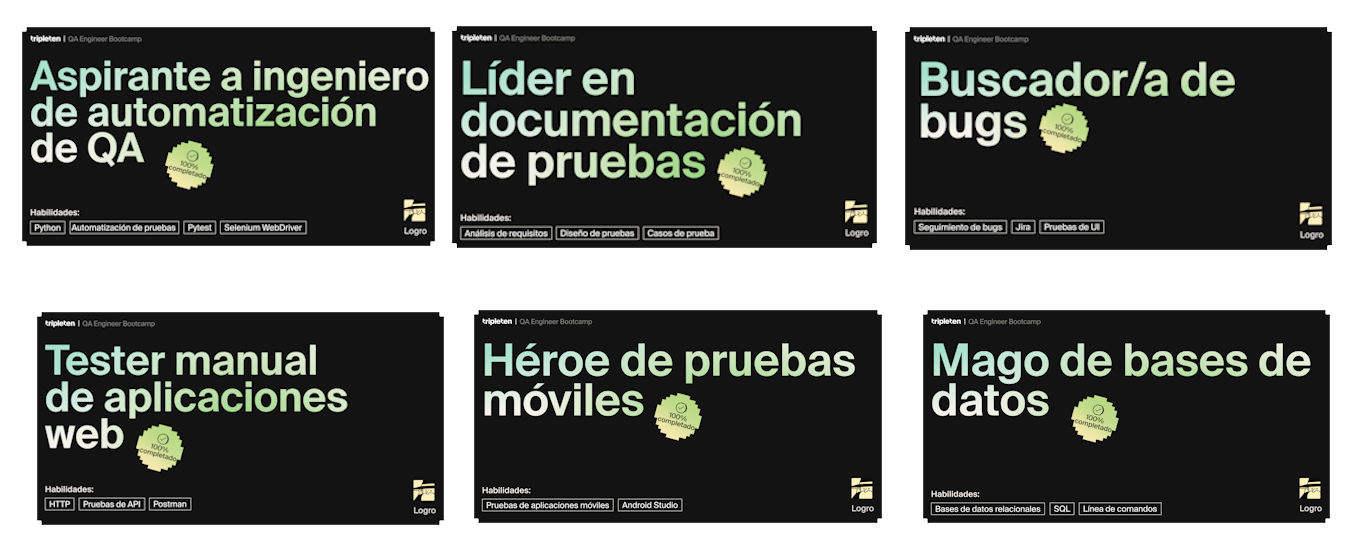 tripleten | QA Engineer Bootcamp
Aspirante a ingeniero
de automatización
de QA
100%
completado
Habilidades:
Python
Automatización de pruebas
Pytest
Selenium WebDriver
Logro
tripleten | QA Engineer Bootcamp
Líder en
documentación
de pruebas
100%
completado
Habilidades:
Análisis de requisitos
Diseño de pruebas
Casos de prueba
Logro
tripleten | QA Engineer Bootcamp
Buscador/a de
bugs
100%
completado
Habilidades:
Seguimiento de bugs
Jira
Pruebas de UI
Logro
tripleten | QA Engineer Bootcamp
Tester manual
de aplicaciones
web
100%
completado
Habilidades:
HTTP
Pruebas de API
Postman
Logro
tripleten | QA Engineer Bootcamp
Héroe de pruebas
móviles
100%
completado
Habilidades:
Pruebas de aplicaciones móviles
Android Studio
Logro
tripleten | QA Engineer Bootcamp
Mago de bases de
datos
100%
completado
Habilidades:
Bases de datos relacionales
SQL
Línea de comandos
Logro